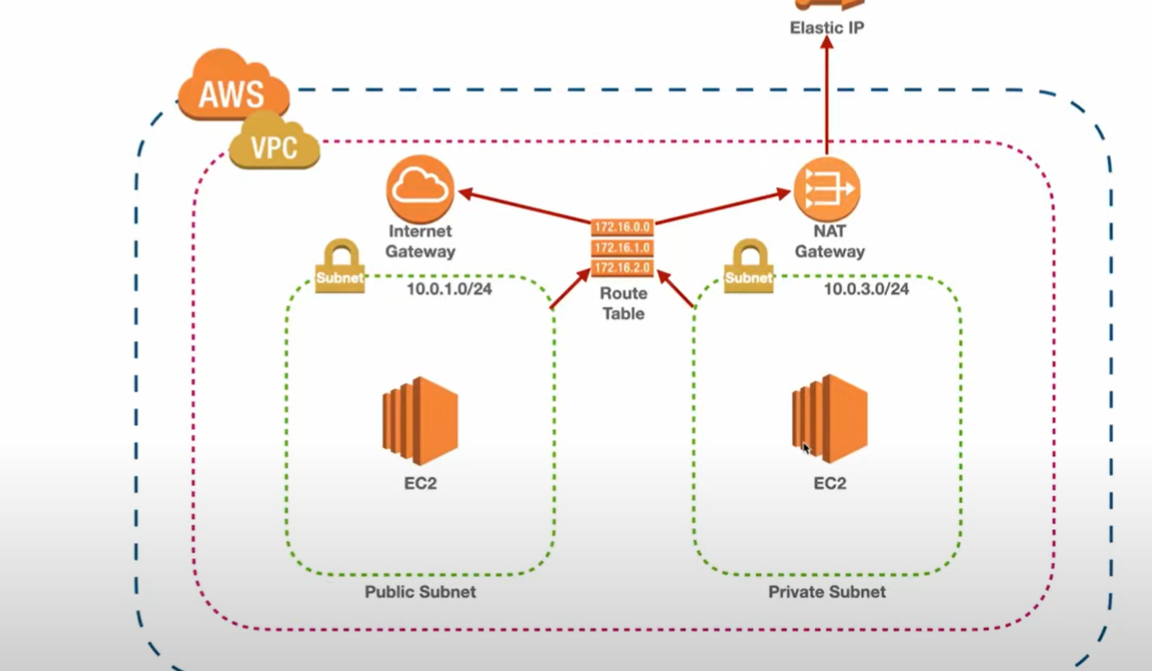 Elastic IP
AWS
VPC
Internet
Gateway
172.16.0.0
172.16.1.0
172.16.2.0
Route
Table
NAT
Gateway
Subnet
10.0.1.0/24
Subnet
10.0.3.0/24
EC2
EC2
Public Subnet
Private Subnet